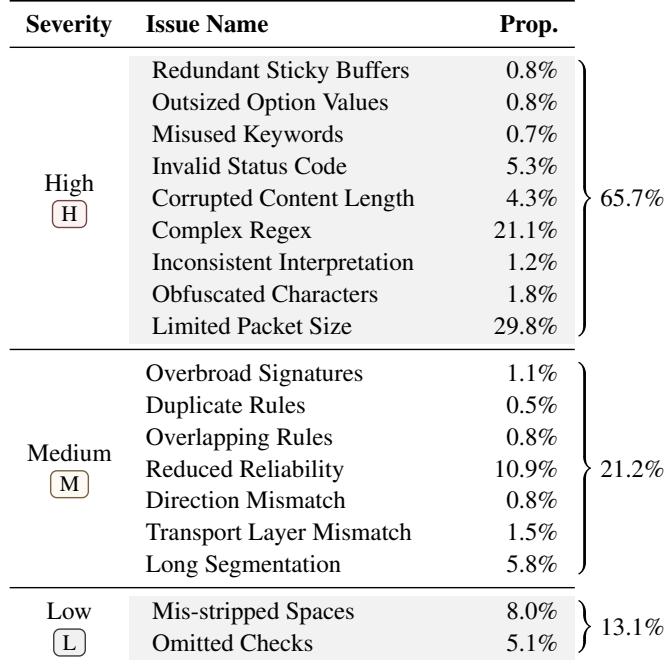 Severity Issue Name Prop.
Redundant Sticky Buffers 0.8%
Outsized Option Values 0.8%
Misused Keywords 0.7%
Invalid Status Code 5.3%
High
H
Corrupted Content Length 4.3% 65.7%
Complex Regex 21.1%
Inconsistent Interpretation 1.2%
Obfuscated Characters 1.8%
Limited Packet Size 29.8%
Overbroad Signatures 1.1%
Duplicate Rules 0.5%
Overlapping Rules 0.8%
Medium
M
Reduced Reliability 10.9% 21.2%
Direction Mismatch 0.8%
Transport Layer Mismatch 1.5%
Long Segmentation 5.8%
Low
L
Mis-stripped Spaces 8.0%
13.1%
Omitted Checks 5.1%